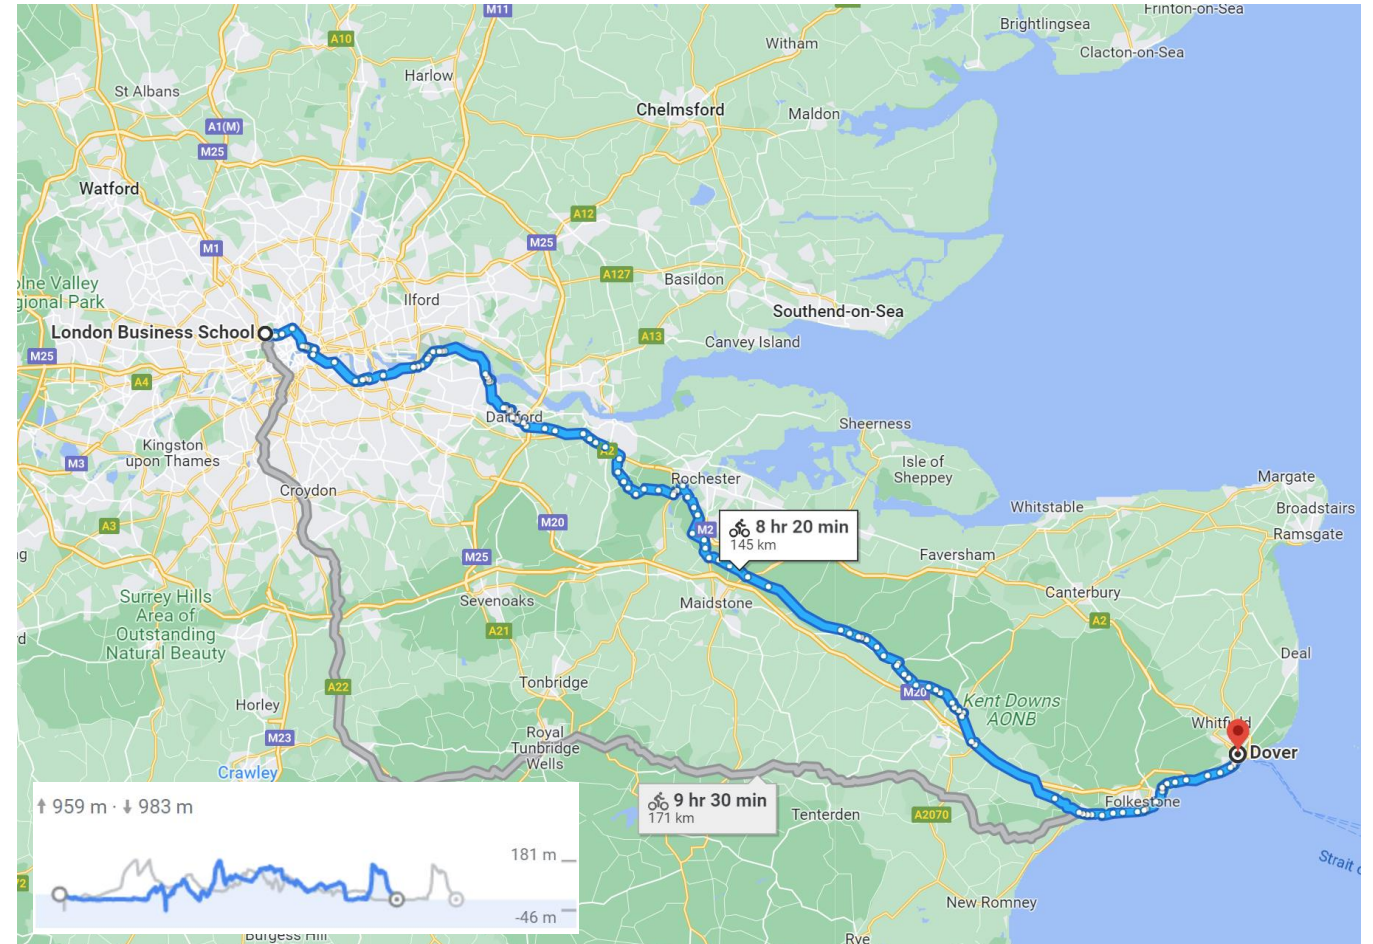 M11
Frinton-on-Sea
Brightlingsea
A10
Witham
Clacton-on-Sea
Harlow
St Albans
Chelmsford
Maldon
A1(M)
M25
Watford
A12
M1
M25
A127
Basildon
olne Valley
gional Park
Ilford
Southend-on-Sea
London Business School
A13
Canvey Island
M25
A4
Dartford
Sheerness
Kingston
upon Thames
A2
M3
Isle of
Sheppey
Rochester
Margate
Croydon
Whitstable
Broadstairs
A3
M20
M2
8 hr 20 min
145 km
Ramsgate
M25
Faversham
Surrey Hills
Area of
Outstanding
Natural Beauty
Sevenoaks
Maidstone
Canterbury
A21
A2
Deal
Tonbridge
A22
M20
Kent Downs
AONB
Horley
Whitfield
M23
Royal
Tunbridge
Wells
Dover
Crawley
9 hr 30 min
171 km
Folkestone
959 m · 983 m
Tenterden
A2070
181 m
Strait o
-46 m
New Romney
Burgess Hill
Rye